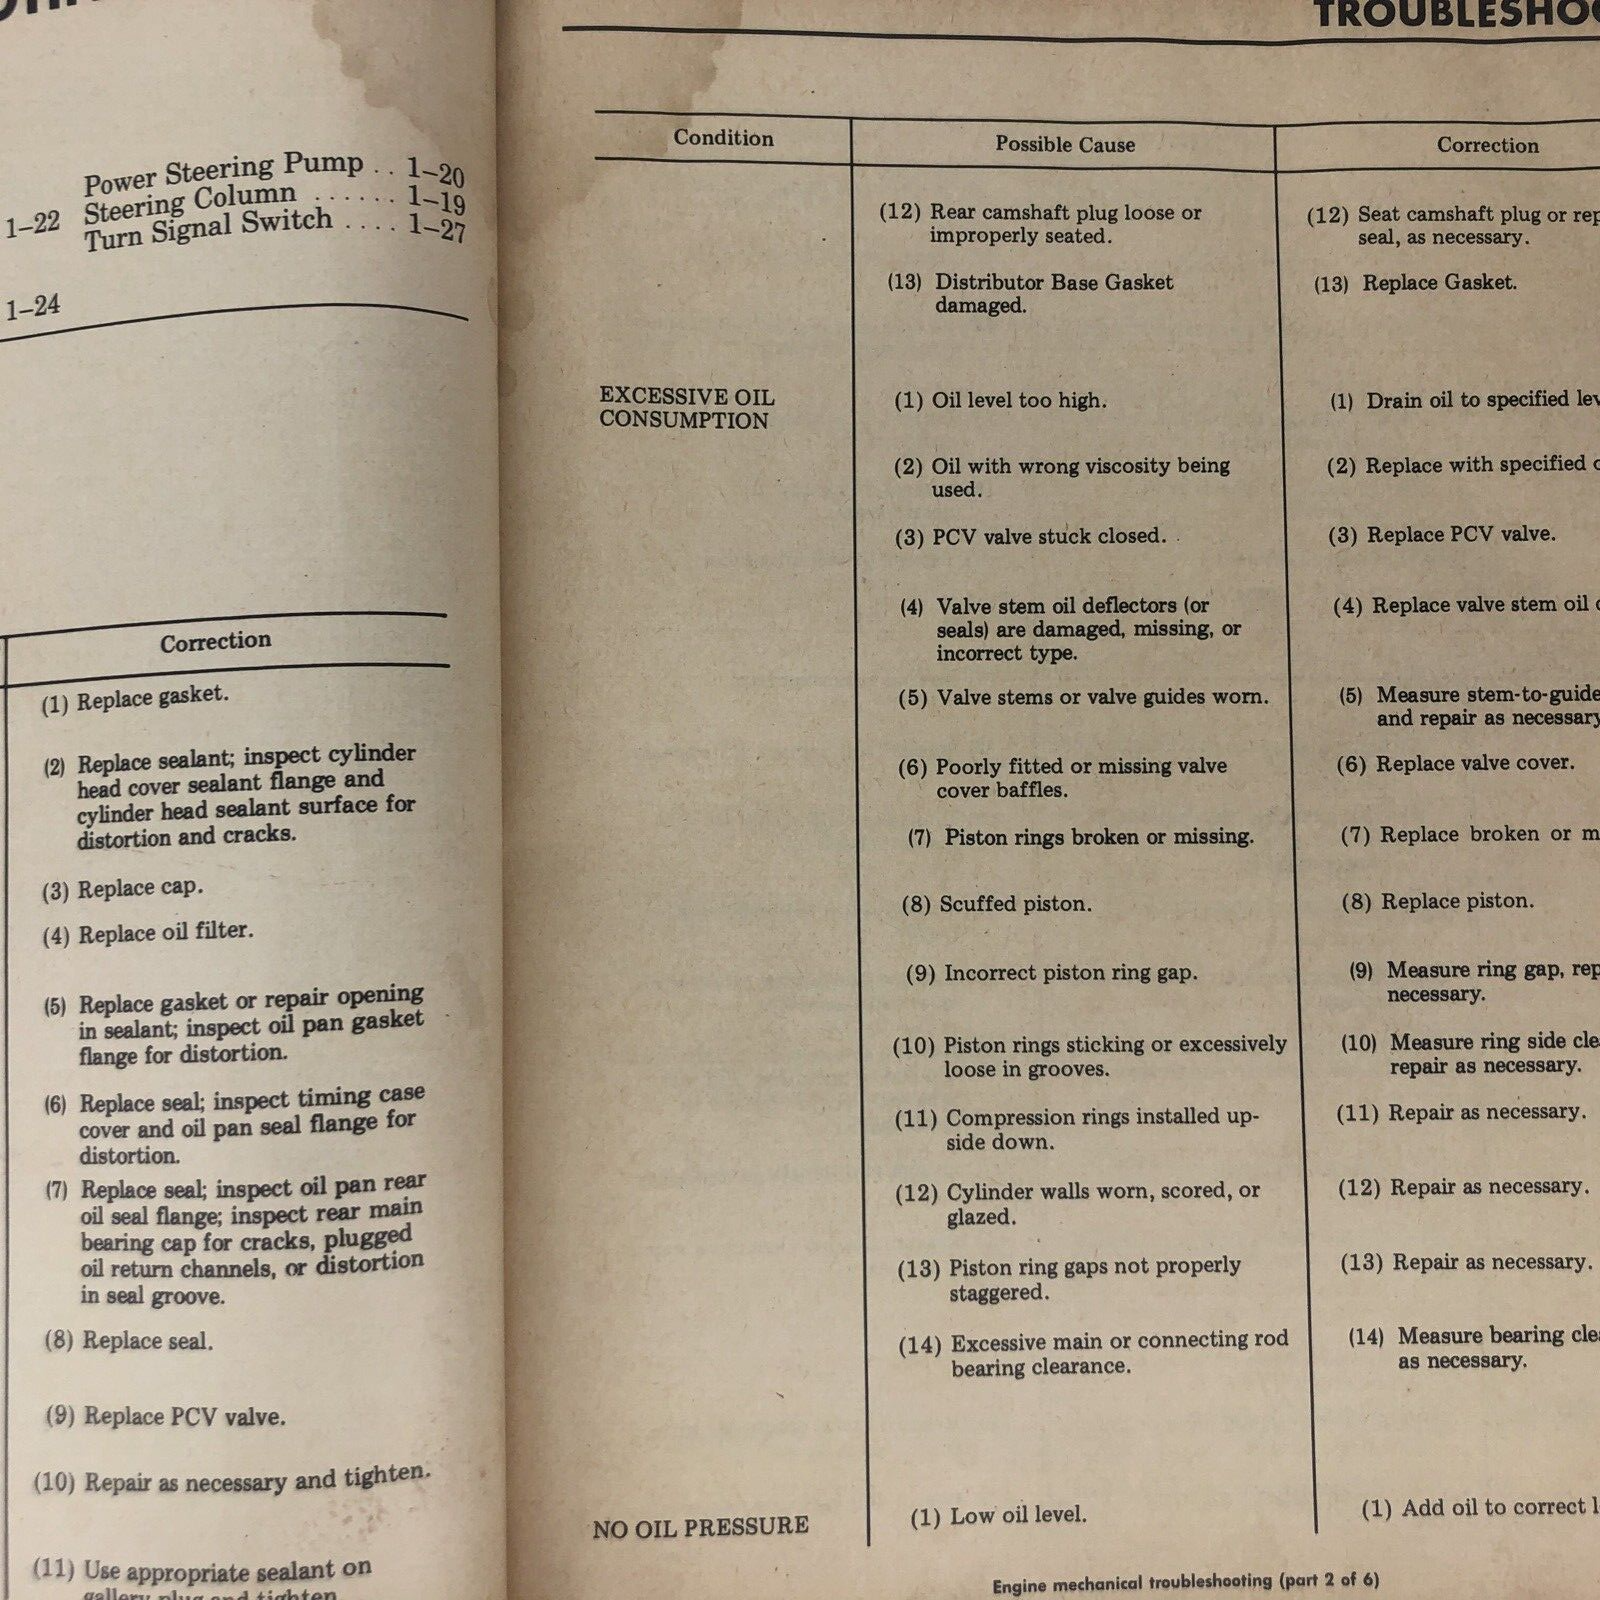 Power Steering Pump . . 1–20
1–22 Steering Column . . . . . . 1–19
Turn Signal Switch . . . . 1–27
1–24
Correction
(1) Replace gasket.
(2) Replace sealant; inspect cylinder
head cover sealant flange and
cylinder head sealant surface for
distortion and cracks.
(3) Replace cap.
(4) Replace oil filter.
(5) Replace gasket or repair opening
in sealant; inspect oil pan gasket
flange for distortion.
(6) Replace seal; inspect timing case
cover and oil pan seal flange for
distortion.
(7) Replace seal; inspect oil pan rear
oil seal flange; inspect rear main
bearing cap for cracks, plugged
oil return channels, or distortion
in seal groove.
(8) Replace seal.
(9) Replace PCV valve.
(10) Repair as necessary and tighten.
(11) Use appropriate sealant on
gallery plug and tighten
TROUBLESHOO
Condition Possible Cause Correction
(12) Rear camshaft plug loose or
improperly seated.
(12) Seat camshaft plug or rep
seal, as necessary.
(13) Distributor Base Gasket
damaged.
(13) Replace Gasket.
EXCESSIVE OIL
CONSUMPTION
(1) Oil level too high.
(1) Drain oil to specified lev
(2) Oil with wrong viscosity being
used.
(2) Replace with specified o
(3) PCV valve stuck closed.
(3) Replace PCV valve.
(4) Valve stem oil deflectors (or
seals) are damaged, missing, or
incorrect type.
(4) Replace valve stem oil
(5) Valve stems or valve guides worn.
(5) Measure stem-to-guide
and repair as necessary
(6) Poorly fitted or missing valve
cover baffles.
(6) Replace valve cover.
(7) Piston rings broken or missing.
(7) Replace broken or m
(8) Scuffed piston.
(8) Replace piston.
(9) Incorrect piston ring gap.
(9) Measure ring gap, rep
necessary.
(10) Piston rings sticking or excessively
loose in grooves.
(10) Measure ring side cle
repair as necessary.
(11) Compression rings installed up-
side down.
(11) Repair as necessary.
(12) Cylinder walls worn, scored, or
glazed.
(12) Repair as necessary.
(13) Piston ring gaps not properly
staggered.
(13) Repair as necessary.
(14) Excessive main or connecting rod
bearing clearance.
(14) Measure bearing cle
as necessary.
NO OIL PRESSURE
(1) Low oil level.
(1) Add oil to correct l
Engine mechanical troubleshooting (part 2 of 6)